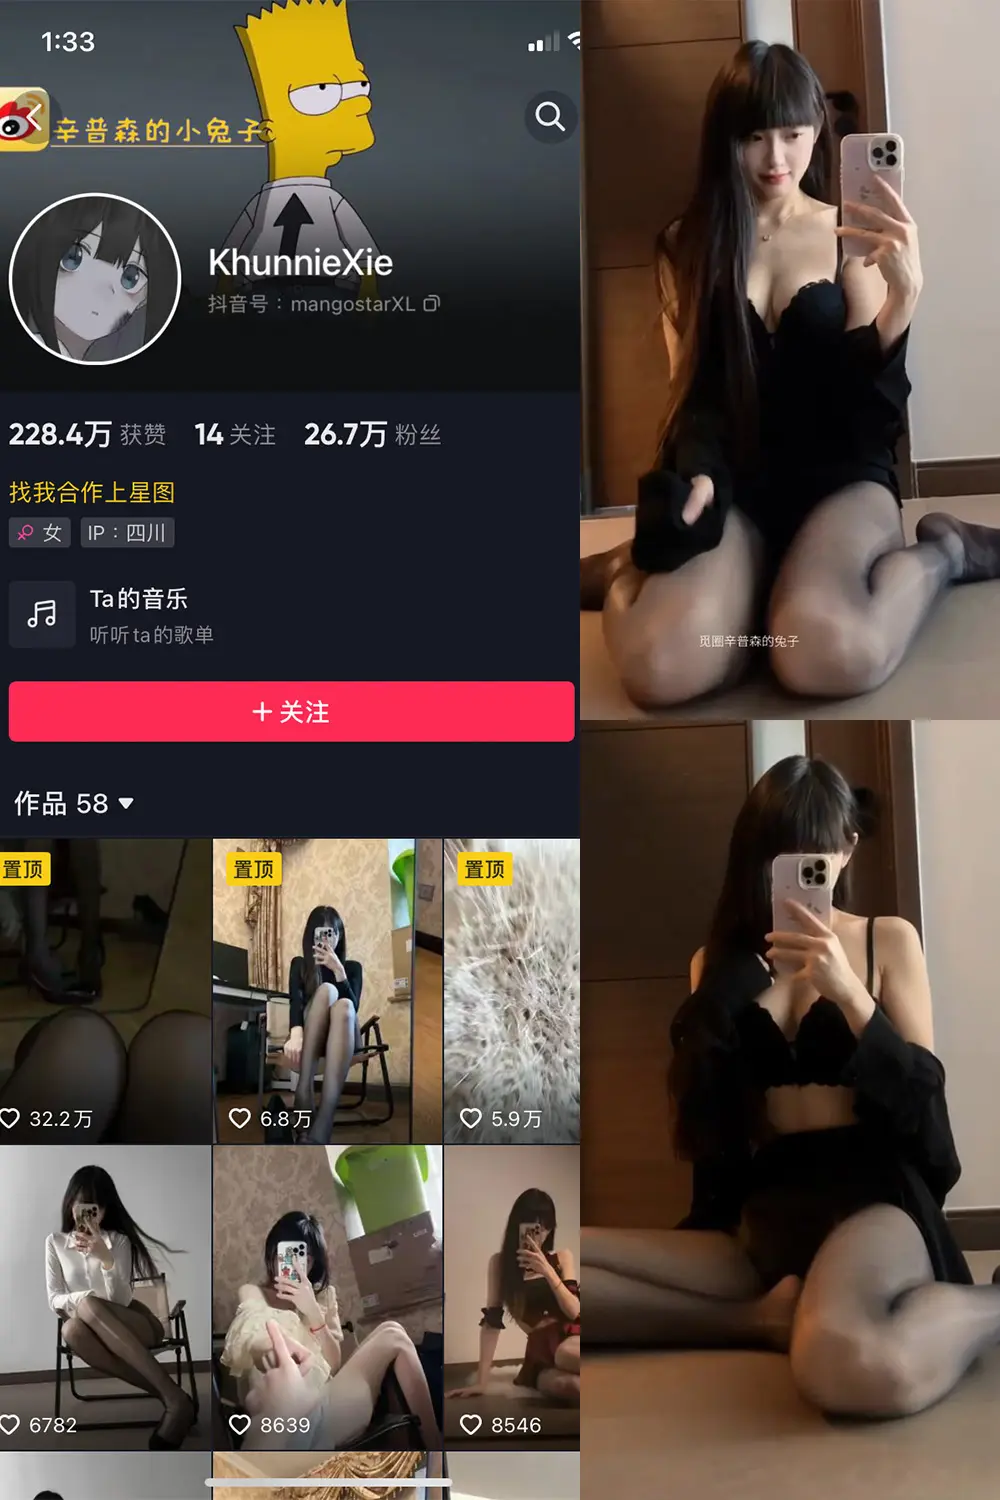 1:33
辛普森的小兔子
KhunnieXie
抖音号：mangostarXL
228.4万 获赞 14 关注 26.7万 粉丝
找我合作上星图
女 IP：四川
Ta的音乐
听听ta的歌单
+ 关注
作品 58
置顶 置顶 置顶
32.2万 6.8万 5.9万
6782 8639 8546
觅圈辛普森的兔子